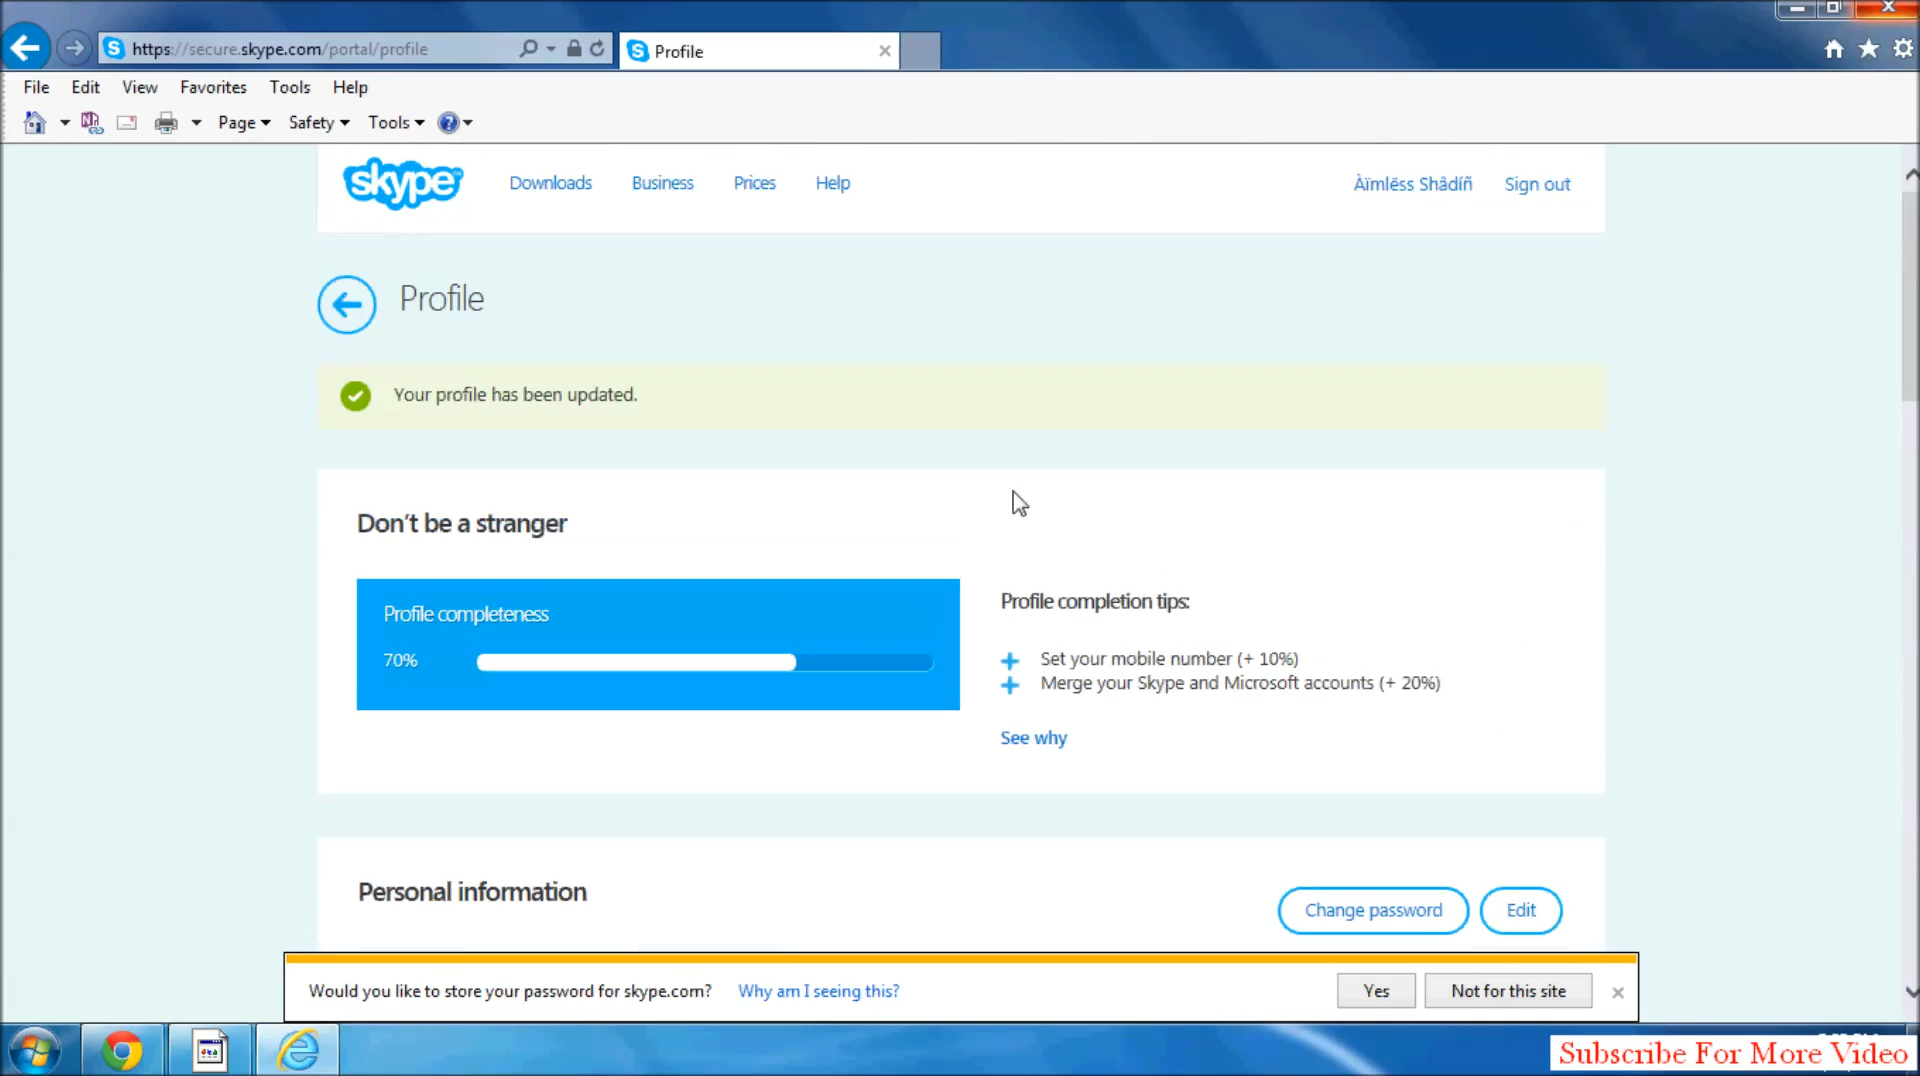 https://secure.skype.com/portal/profile
Profile
File Edit View Favorites Tools Help
Page Safety Tools
skype Downloads Business Prices Help Àïmlëss Shâdíñ Sign out
Profile
Your profile has been updated.
Don't be a stranger
Profile completeness
70%
Profile completion tips:
Set your mobile number (+ 10%)
Merge your Skype and Microsoft accounts (+ 20%)
See why
Personal information
Change password Edit
Would you like to store your password for skype.com? Why am I seeing this? Yes Not for this site
Subscribe For More Video